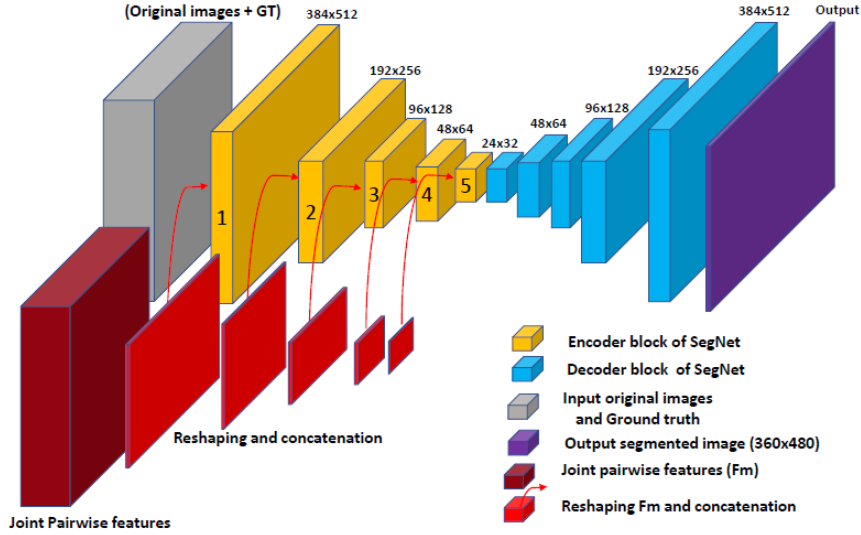 (Original images + GT)
384x512
192x256
96x128
48x64
24x32
48x64
96x128
192x256
384x512
Output
1
2
3
4
5
Reshaping and concatenation
Joint Pairwise features
Encoder block of SegNet
Decoder block of SegNet
Input original images
and Ground truth
Output segmented image (360x480)
Joint pairwise features (Fm)
Reshaping Fm and concatenation